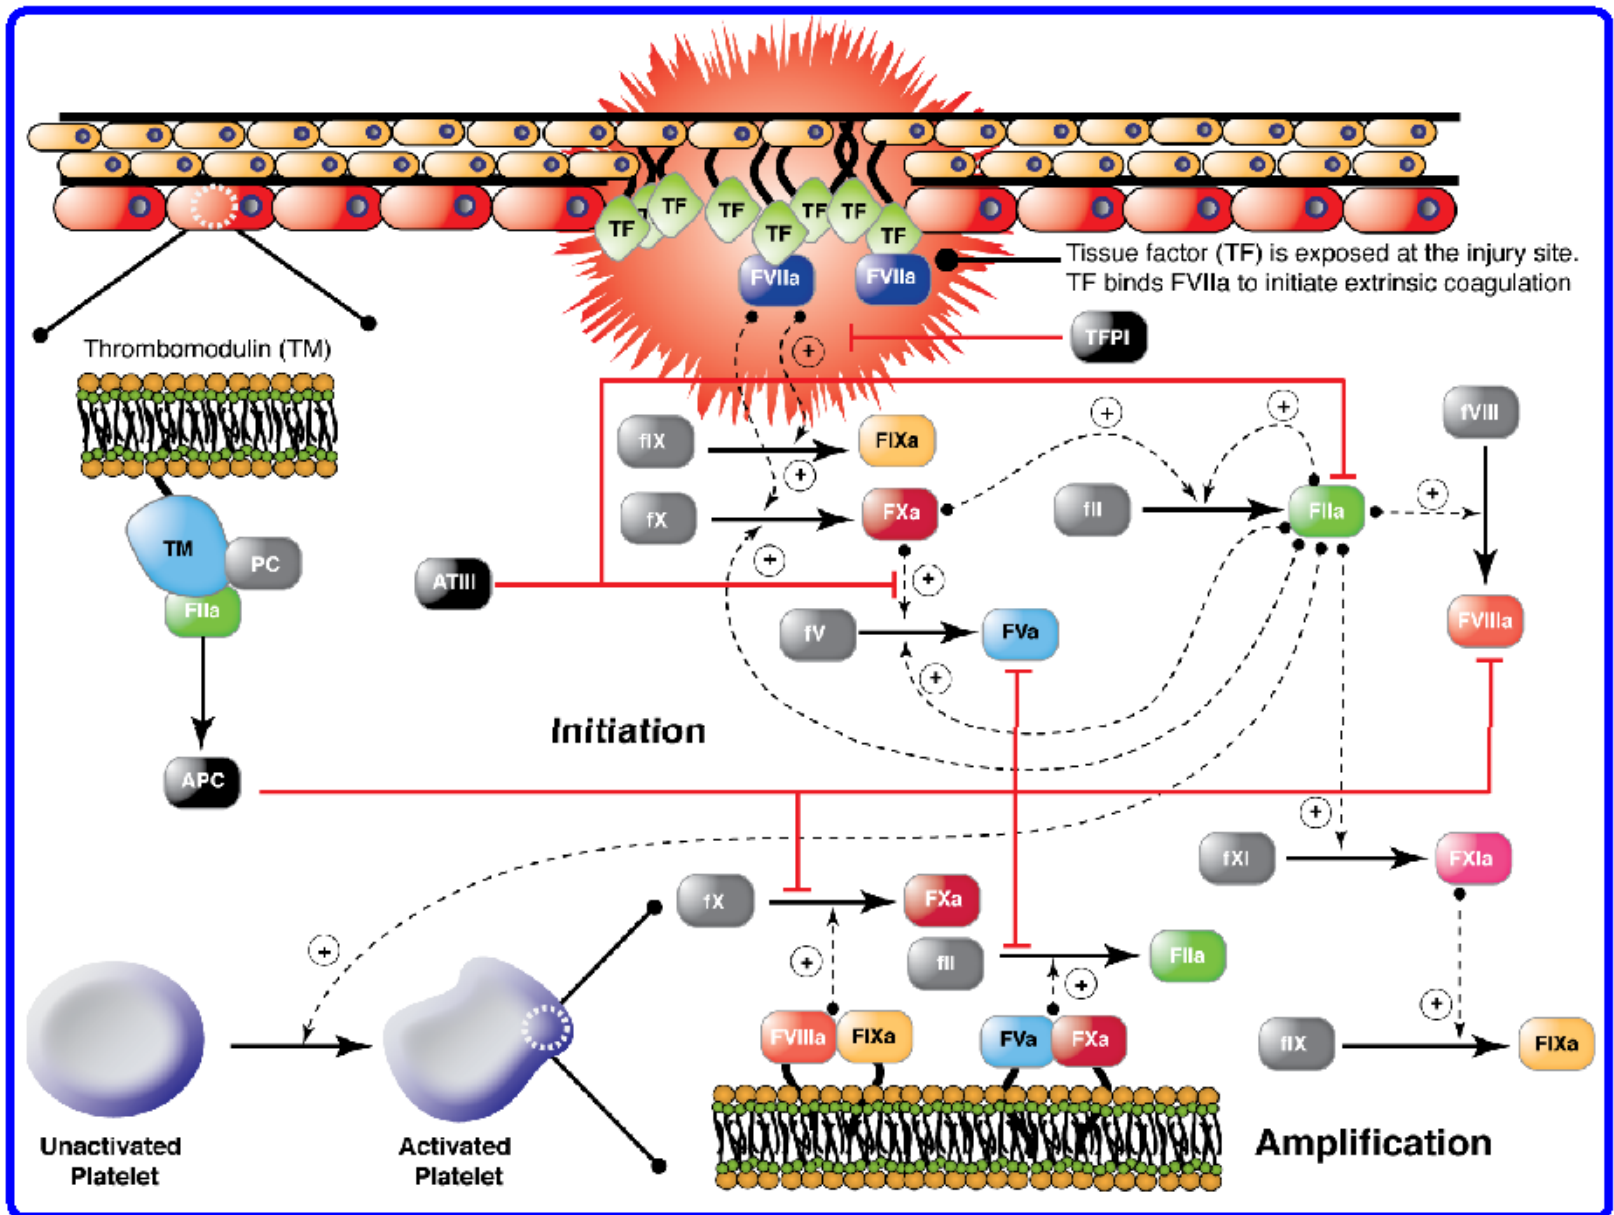 TF
TF
TF
TF
TF
TF
TF
FVIIa
FVIIa
Tissue factor (TF) is exposed at the injury site.
TF binds FVIIa to initiate extrinsic coagulation
TFPI
Thrombomodulin (TM)
+
fIX
FIXa
+
+
fVIII
+
fX
FXa
fII
FIIa
+
TM
PC
FIIa
ATIII
+
+
fV
FVa
FVIIIa
+
Initiation
APC
+
fXI
FXIa
fX
FXa
+
fII
FIIa
+
+
+
FVIIIa
FIXa
FVa
FXa
fIX
FIXa
Unactivated
Platelet
Activated
Platelet
Amplification